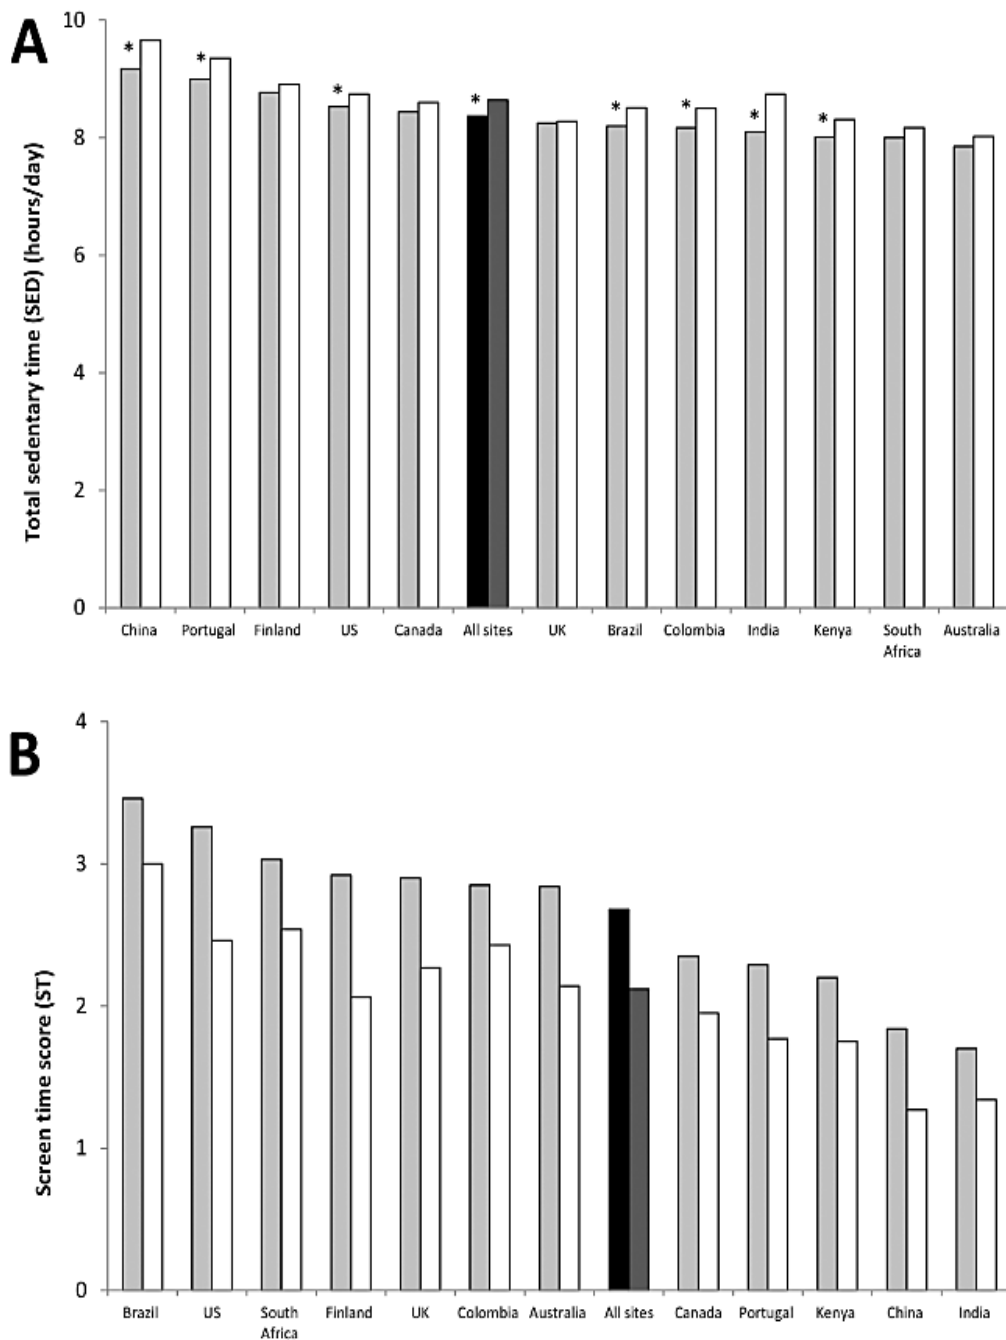 A
Total sedentary time (SED) (hours/day)
10
8
6
4
2
0
* * * * * * * *
China Portugal Finland US Canada All sites UK Brazil Colombia India Kenya South Africa Australia
B
Screen time score (ST)
4
3
2
1
0
Brazil US South Africa Finland UK Colombia Australia All sites Canada Portugal Kenya China India